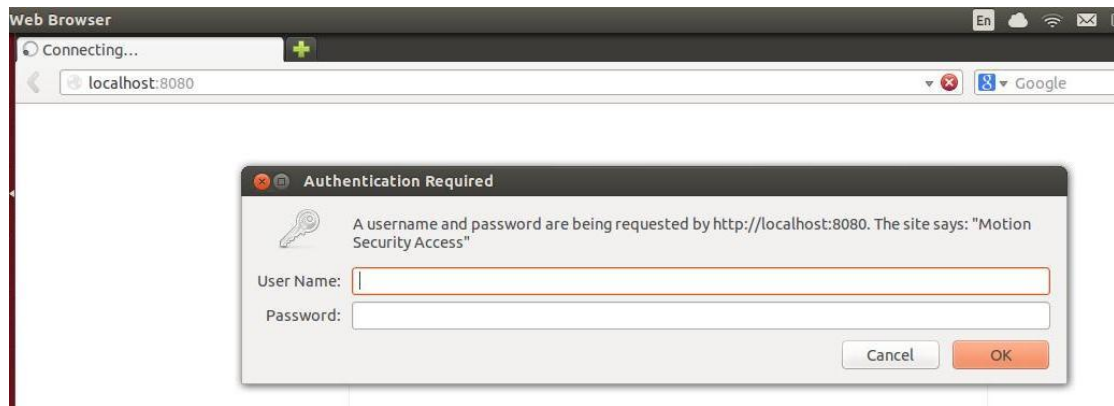 Web Browser
En
Connecting...
localhost:8080
Google
Authentication Required
A username and password are being requested by http://localhost:8080. The site says: "Motion
Security Access"
User Name:
Password:
Cancel
OK